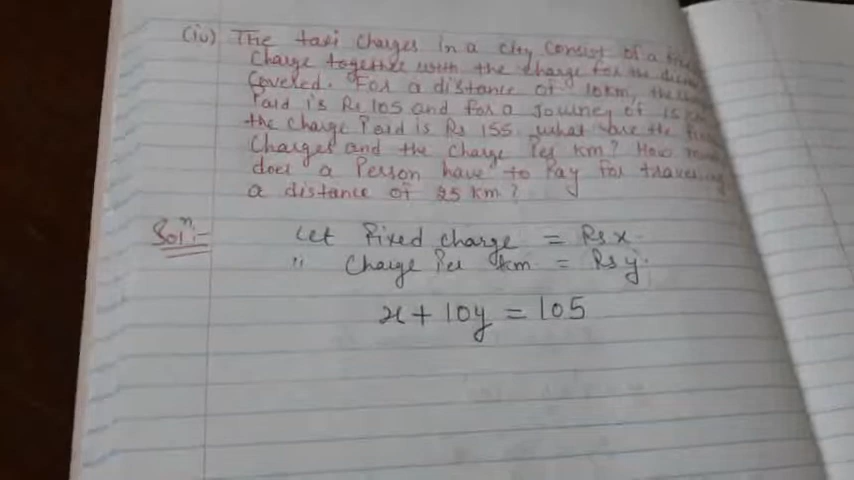 (iv) The taxi charges in a city consist of a
charge together with the charge for the
covered. For a distance of 10km, the
Paid is Rs 105 and for a Journey of 15
the charge Paid is Rs 155. what are the
Charges and the charge Per km? How
does a Person have to Pay for traveling
a distance of 25 km?
Solⁿ:- Let Fixed charge = Rs x.
" Charge Per km = Rs y.
x + 10y = 105